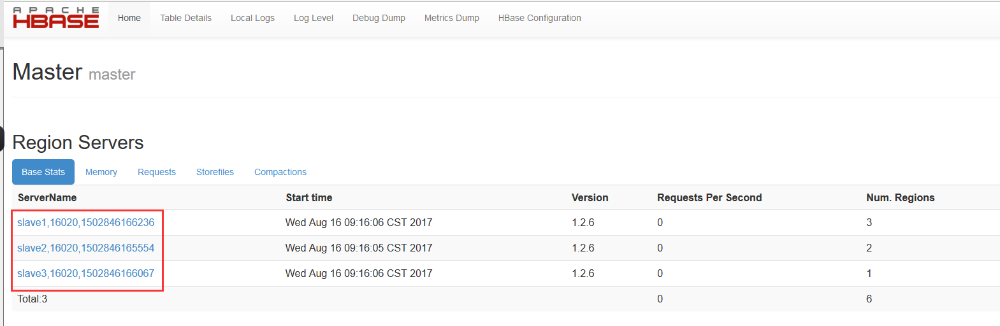 APACHE
HBASE Home Table Details Local Logs Log Level Debug Dump Metrics Dump HBase Configuration
Master master
Region Servers
Base Stats Memory Requests Storefiles Compactions
ServerName Start time Version Requests Per Second Num. Regions
slave1,16020,1502846166236 Wed Aug 16 09:16:06 CST 2017 1.2.6 0 3
slave2,16020,1502846165554 Wed Aug 16 09:16:05 CST 2017 1.2.6 0 2
slave3,16020,1502846166067 Wed Aug 16 09:16:06 CST 2017 1.2.6 0 1
Total:3 0 6